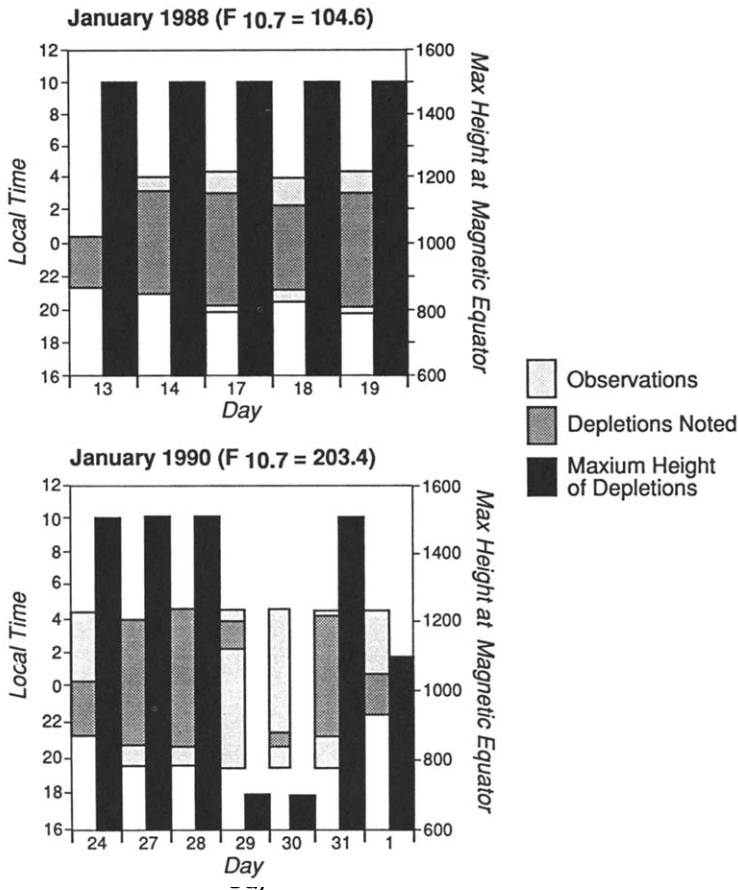 January 1988 (F 10.7 = 104.6)
12
10
8
6
4
2
0
22
20
18
16
Local Time
1600
1400
1200
1000
800
600
Max Height at Magnetic Equator
13 14 17 18 19
Day
Observations
Depletions Noted
Maxium Height
of Depletions
January 1990 (F 10.7 = 203.4)
12
10
8
6
4
2
0
22
20
18
16
Local Time
1600
1400
1200
1000
800
600
Max Height at Magnetic Equator
24 27 28 29 30 31 1
Day